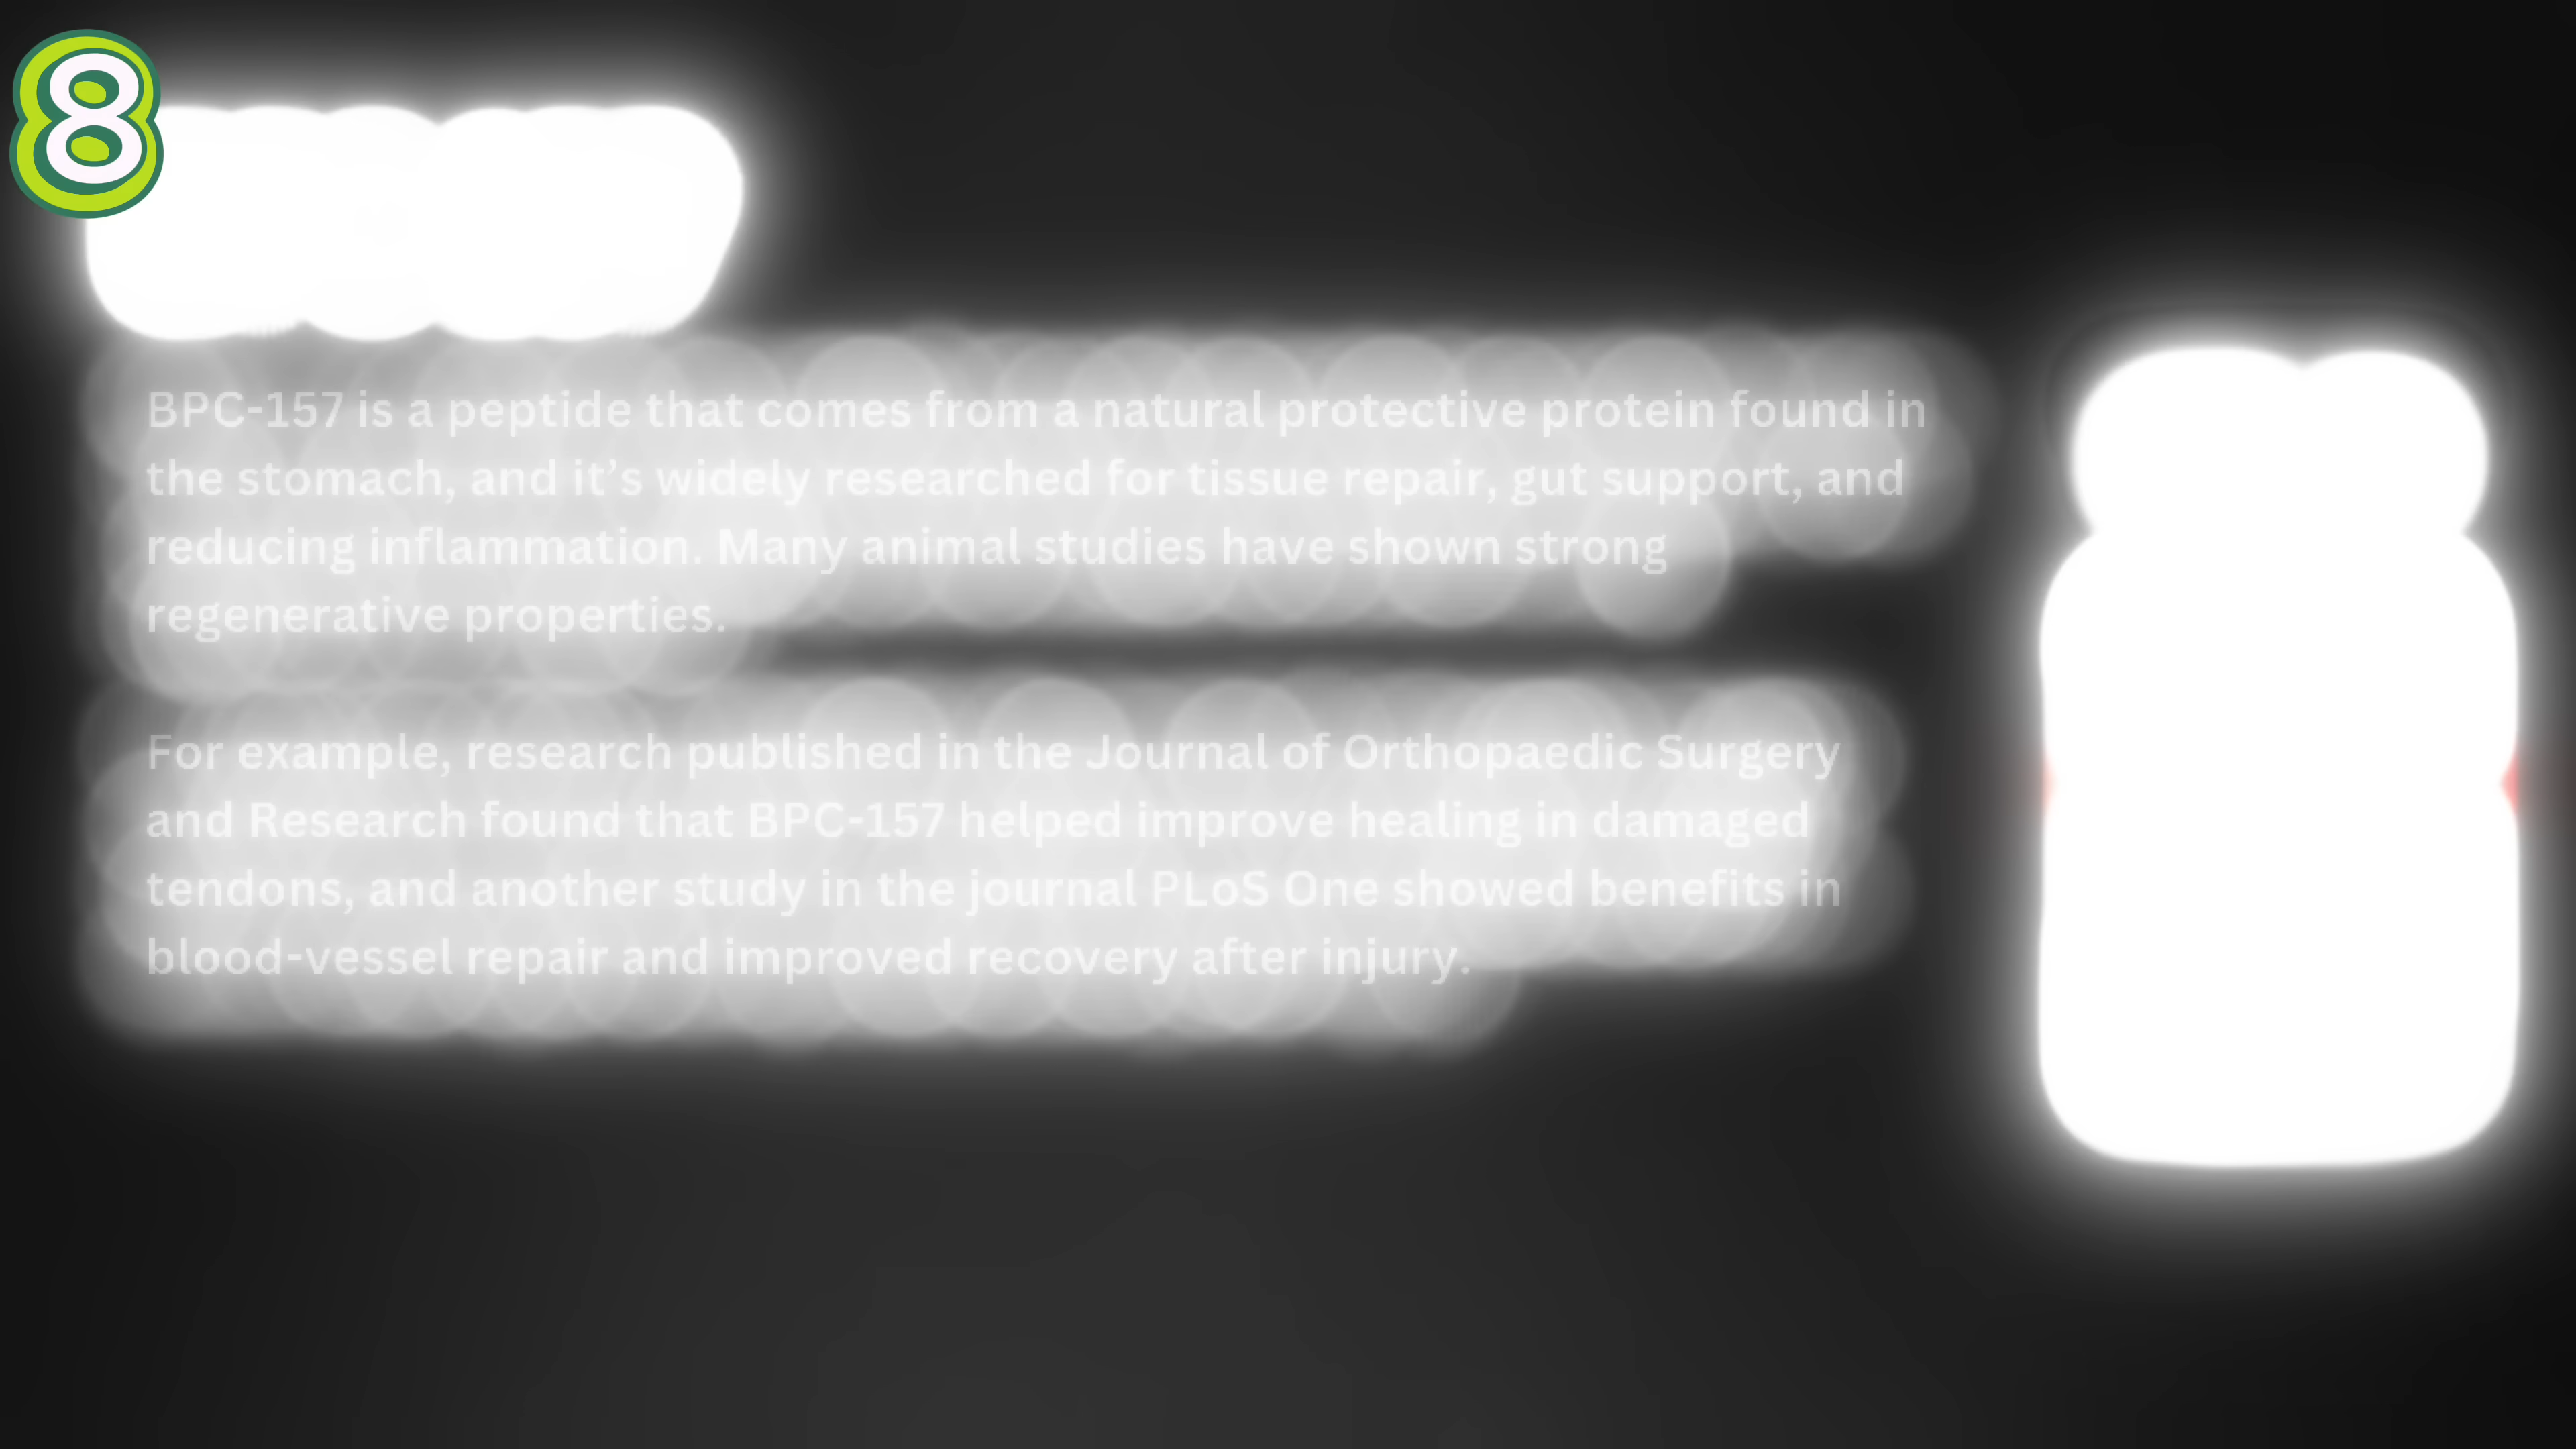 8
BPC-157 is a peptide that comes from a natural protective protein found in
the stomach, and it’s widely researched for tissue repair, gut support, and
reducing inflammation. Many animal studies have shown strong
regenerative properties.
For example, research published in the Journal of Orthopaedic Surgery
and Research found that BPC-157 helped improve healing in damaged
tendons, and another study in the journal PLoS One showed benefits in
blood-vessel repair and improved recovery after injury.